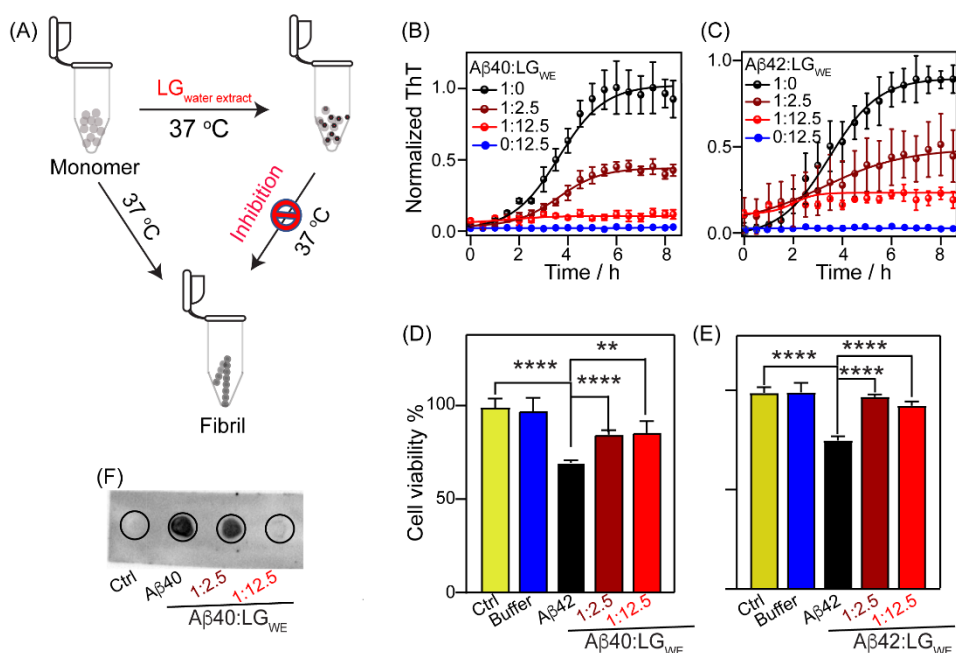 (A)
LG water extract
37 °C
Monomer
37 °C
Inhibition
37 °C
Fibril
(B)
Aβ40:LGWE
1:0
1:2.5
1:12.5
0:12.5
Normalized ThT
1.0
0.5
0.0
0 2 4 6 8
Time / h
(C)
Aβ42:LGWE
1:0
1:2.5
1:12.5
0:12.5
1.0
0.5
0.0
0 2 4 6 8
Time / h
(D)
**
****
****
Cell viability %
100
50
0
Ctrl Buffer Aβ42 1:2.5 1:12.5
Aβ40:LGWE
(E)
****
****
****
Ctrl Buffer Aβ42 1:2.5 1:12.5
Aβ42:LGWE
(F)
Ctrl Aβ40 1:2.5 1:12.5
Aβ40:LGWE